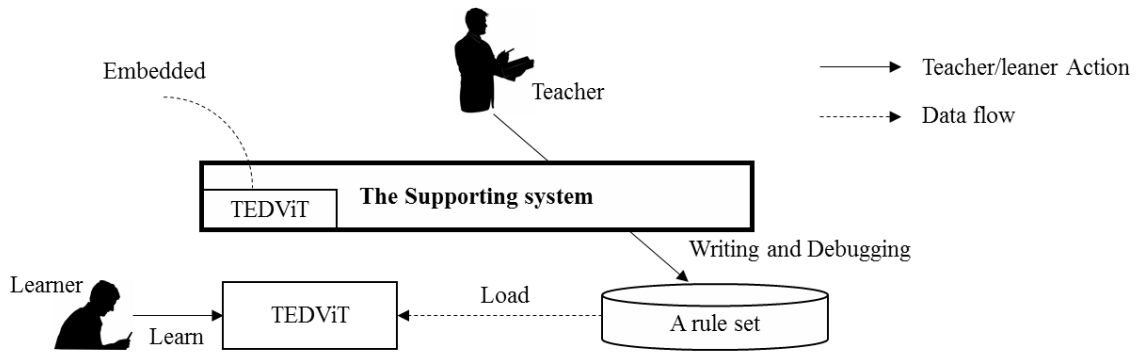 Embedded
Teacher
Teacher/leaner Action
Data flow
The Supporting system
TEDViT
Writing and Debugging
Learner
Learn
TEDViT
Load
A rule set